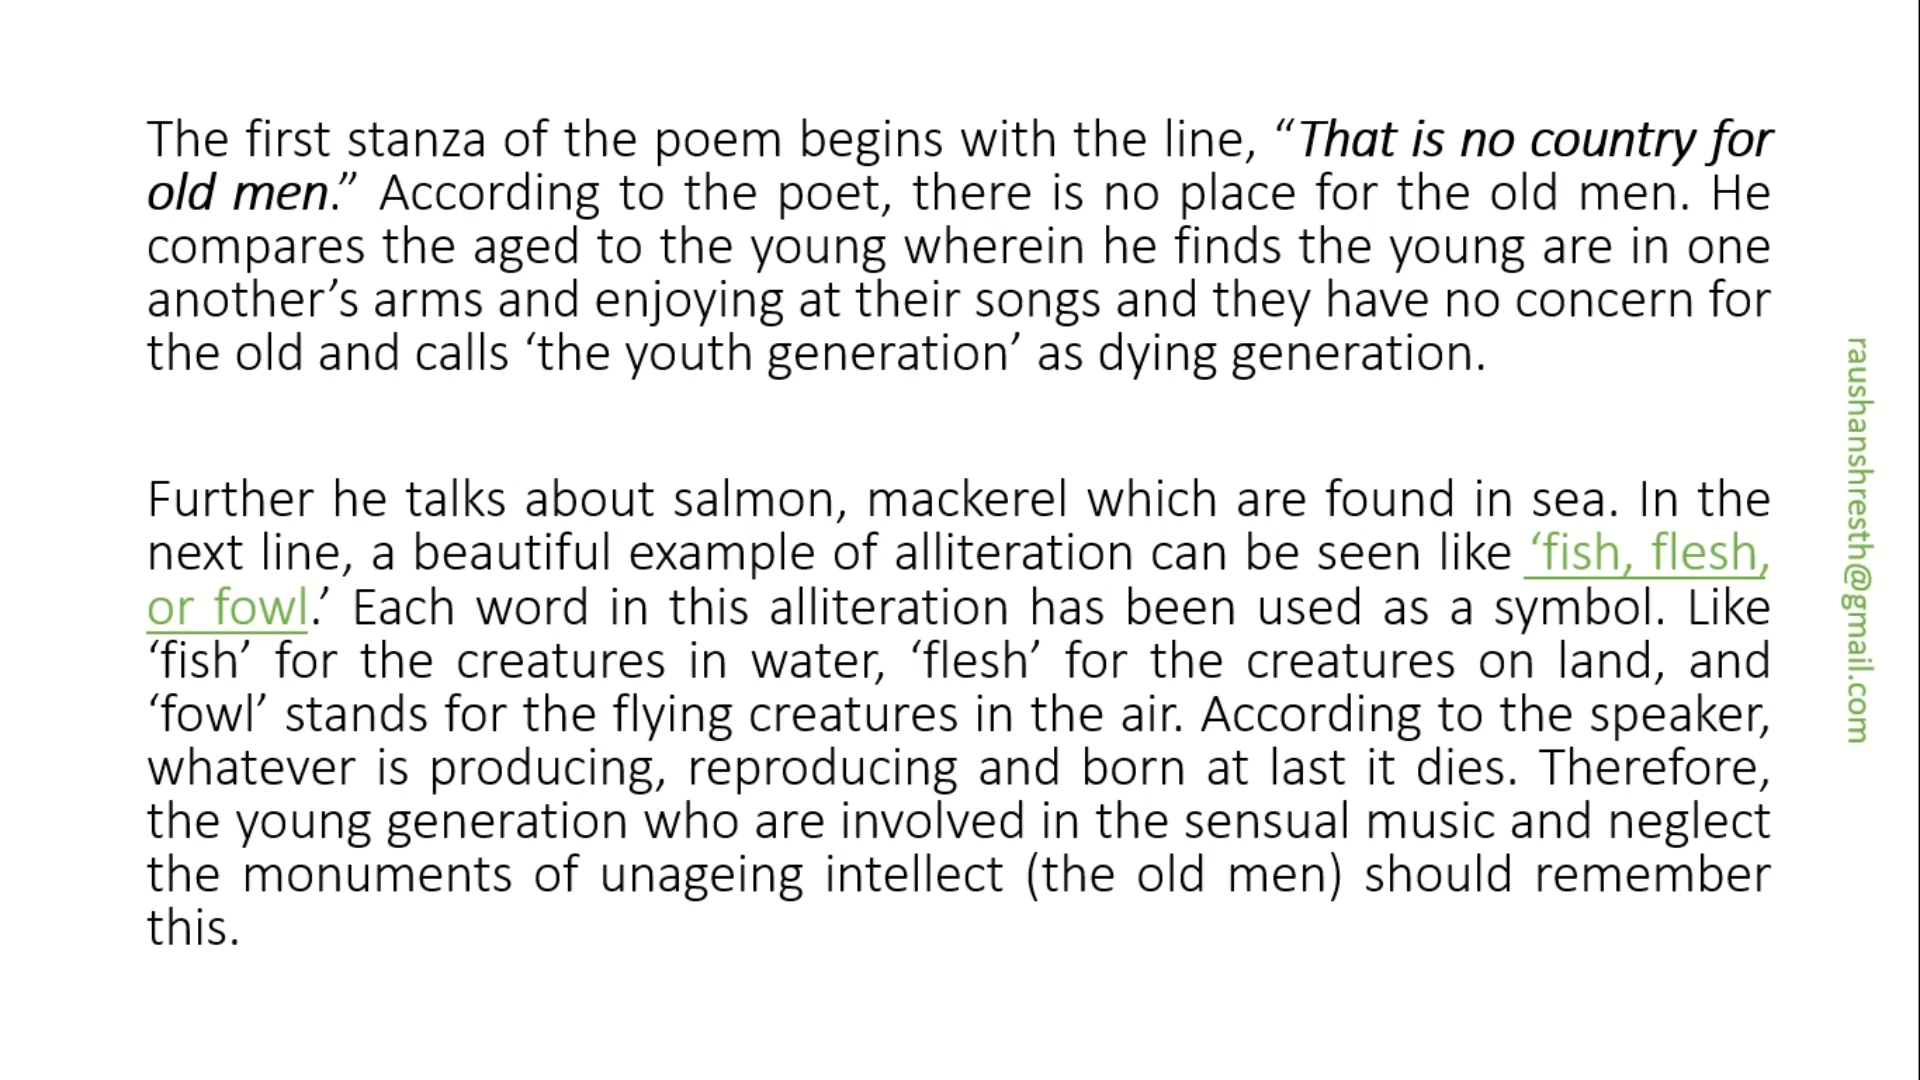 The first stanza of the poem begins with the line, “That is no country for
old men.” According to the poet, there is no place for the old men. He
compares the aged to the young wherein he finds the young are in one
another’s arms and enjoying at their songs and they have no concern for
the old and calls ‘the youth generation’ as dying generation.
Further he talks about salmon, mackerel which are found in sea. In the
next line, a beautiful example of alliteration can be seen like ‘fish, flesh,
or fowl.’ Each word in this alliteration has been used as a symbol. Like
‘fish’ for the creatures in water, ‘flesh’ for the creatures on land, and
‘fowl’ stands for the flying creatures in the air. According to the speaker,
whatever is producing, reproducing and born at last it dies. Therefore,
the young generation who are involved in the sensual music and neglect
the monuments of unageing intellect (the old men) should remember
this.
raushanshresth@gmail.com